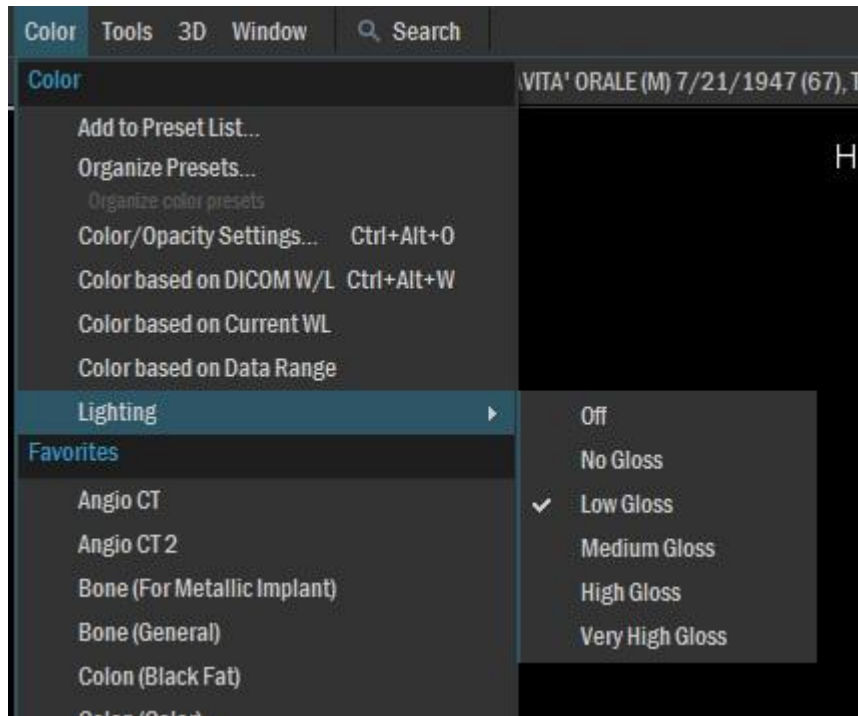 Color Tools 3D Window Search
Color
VITA' ORALE (M) 7/21/1947 (67), T
H
Add to Preset List...
Organize Presets...
Organize color presets
Color/Opacity Settings... Ctrl+Alt+O
Color based on DICOM W/L Ctrl+Alt+W
Color based on Current WL
Color based on Data Range
Lighting
Off
No Gloss
Low Gloss
Medium Gloss
High Gloss
Very High Gloss
Favorites
Angio CT
Angio CT 2
Bone (For Metallic Implant)
Bone (General)
Colon (Black Fat)